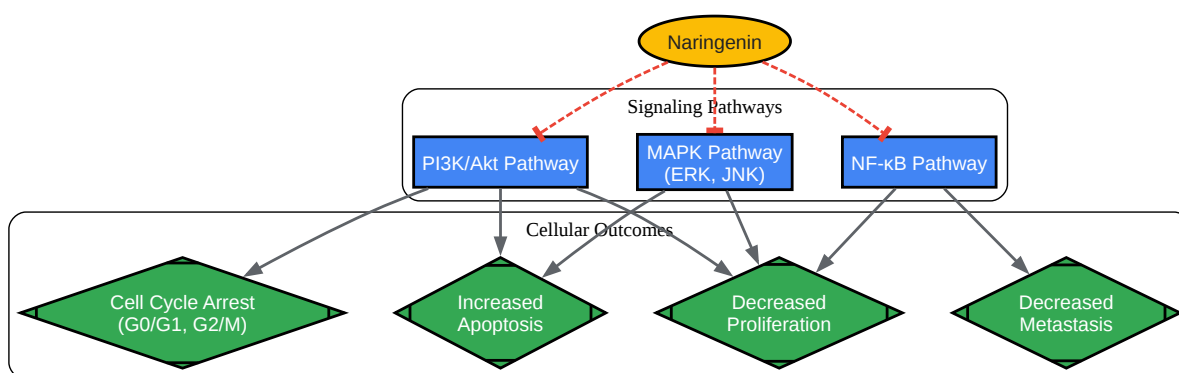 Naringenin
Signaling Pathways
PI3K/Akt Pathway
MAPK Pathway
(ERK, JNK)
NF-κB Pathway
Cellular Outcomes
Cell Cycle Arrest
(G0/G1, G2/M)
Increased
Apoptosis
Decreased
Proliferation
Decreased
Metastasis